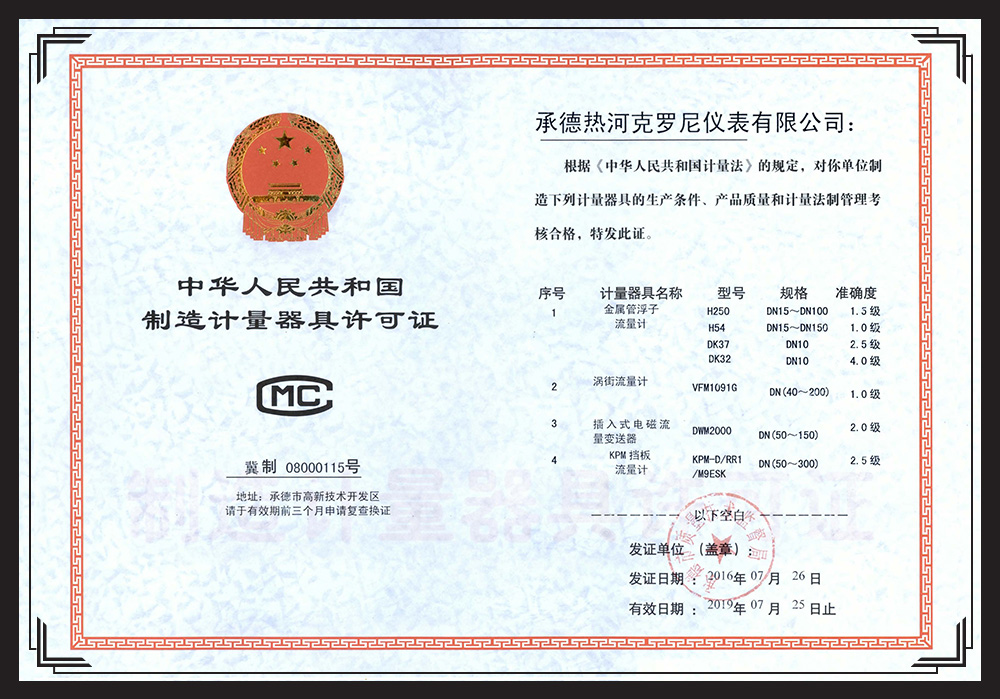 中华人民共和国
制造计量器具许可证
MC
冀制 08000115号
地址：承德市高新技术开发区
请于有效期前三个月申请复查换证
承德热河克罗尼仪表有限公司：
根据《中华人民共和国计量法》的规定，对你单位制
造下列计量器具的生产条件、产品质量和计量法制管理考
核合格，特发此证。
序号 计量器具名称 型号 规格 准确度
1 金属管浮子 H250 DN15～DN100 1.5级
流量计 H54 DN15～DN150 1.0级
DK37 DN10 2.5级
DK32 DN10 4.0级
2 涡街流量计 VFM1091G DN(40～200) 1.0级
3 插入式电磁流 DWM2000 DN(50～150) 2.0级
量变送器
4 KPM挡板 KPM-D/RR1 DN(50～300) 2.5级
流量计 /M9ESK
以下空白
发证单位 (盖章)：
发证日期：2016年07月26日
有效日期：2019年07月25日止
制造计量器具许可证